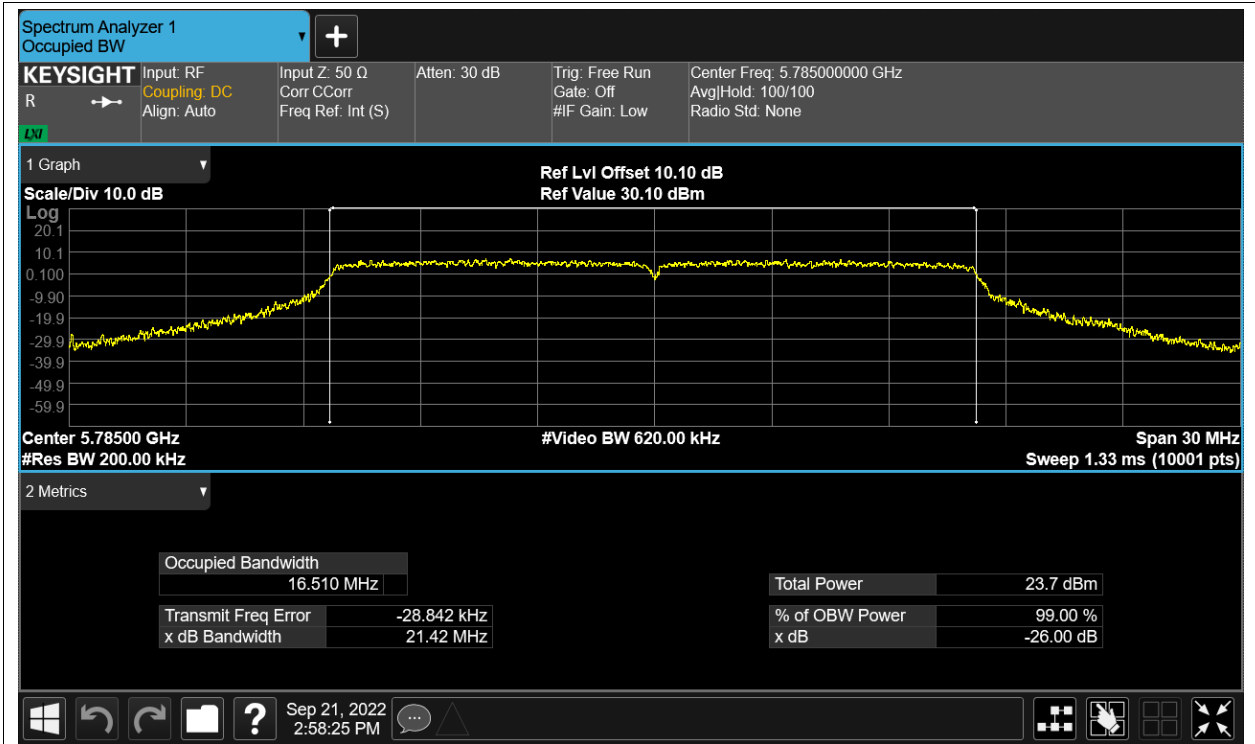 Spectrum Analyzer 1
Occupied BW
▼
+
KEYSIGHT
R
LXI
Input: RF
Coupling: DC
Align: Auto
Input Z: 50 Ω
Corr CCorr
Freq Ref: Int (S)
Atten: 30 dB
Trig: Free Run
Gate: Off
#IF Gain: Low
Center Freq: 5.785000000 GHz
Avg|Hold: 100/100
Radio Std: None
1 Graph ▼
Scale/Div 10.0 dB
Ref Lvl Offset 10.10 dB
Ref Value 30.10 dBm
Log
20.1
10.1
0.100
-9.90
-19.9
-29.9
-39.9
-49.9
-59.9
Center 5.78500 GHz
#Video BW 620.00 kHz
Span 30 MHz
#Res BW 200.00 kHz
Sweep 1.33 ms (10001 pts)
2 Metrics ▼
Occupied Bandwidth
16.510 MHz
Transmit Freq Error -28.842 kHz
x dB Bandwidth 21.42 MHz
Total Power 23.7 dBm
% of OBW Power 99.00 %
x dB -26.00 dB
?
Sep 21, 2022
2:58:25 PM